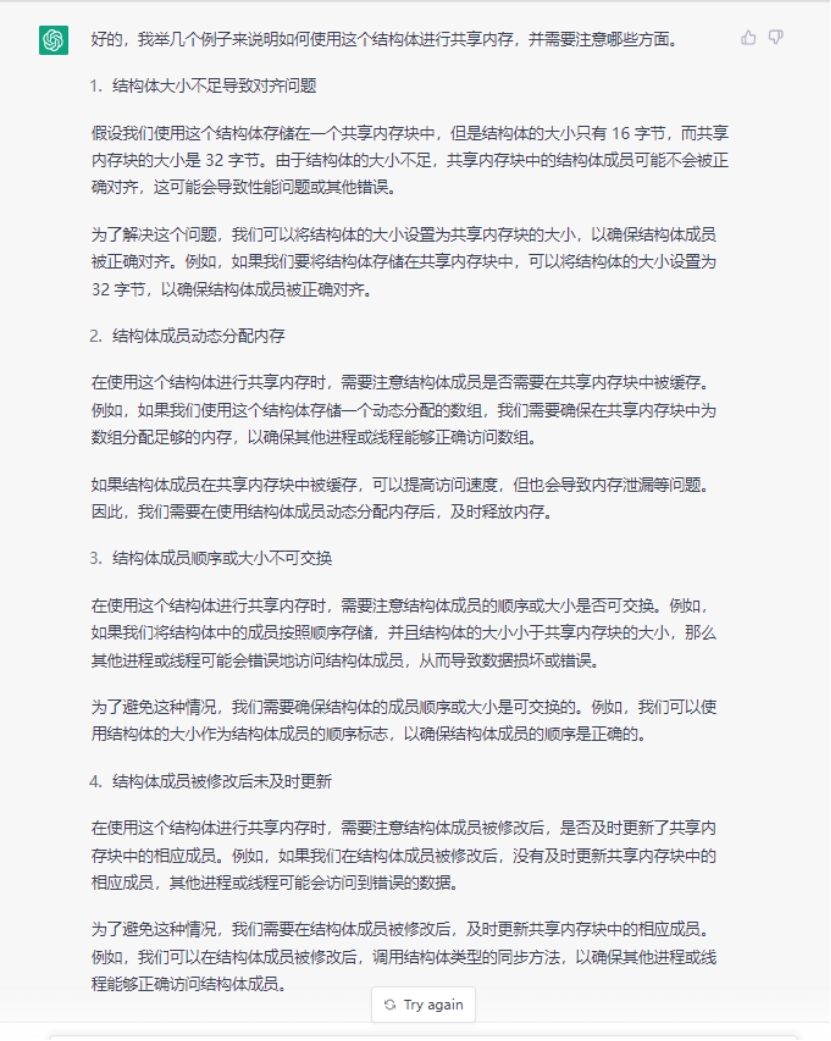 好的，我举几个例子来说明如何使用这个结构体进行共享内存，并需要注意哪些方面。
1. 结构体大小不足导致对齐问题
假设我们使用这个结构体存储在一个共享内存块中，但是结构体的大小只有 16 字节，而共享
内存块的大小是 32 字节。由于结构体的大小不足，共享内存块中的结构体成员可能不会被正
确对齐，这可能会导致性能问题或其他错误。
为了解决这个问题，我们可以将结构体的大小设置为共享内存块的大小，以确保结构体成员
被正确对齐。例如，如果我们要将结构体存储在共享内存块中，可以将结构体的大小设置为
32 字节，以确保结构体成员被正确对齐。
2. 结构体成员动态分配内存
在使用这个结构体进行共享内存时，需要注意结构体成员是否需要在共享内存块中被缓存。
例如，如果我们使用这个结构体存储一个动态分配的数组，我们需要确保在共享内存块中为
数组分配足够的内存，以确保其他进程或线程能够正确访问数组。
如果结构体成员在共享内存块中被缓存，可以提高访问速度，但也会导致内存泄漏等问题。
因此，我们需要在使用结构体成员动态分配内存后，及时释放内存。
3. 结构体成员顺序或大小不可交换
在使用这个结构体进行共享内存时，需要注意结构体成员的顺序或大小是否可交换。例如，
如果我们将结构体中的成员按照顺序存储，并且结构体的大小小于共享内存块的大小，那么
其他进程或线程可能会错误地访问结构体成员，从而导致数据损坏或错误。
为了避免这种情况，我们需要确保结构体的成员顺序或大小是可交换的。例如，我们可以使
用结构体的大小作为结构体成员的顺序标志，以确保结构体成员的顺序是正确的。
4. 结构体成员被修改后未及时更新
在使用这个结构体进行共享内存时，需要注意结构体成员被修改后，是否及时更新了共享内
存块中的相应成员。例如，如果我们在结构体成员被修改后，没有及时更新共享内存块中的
相应成员，其他进程或线程可能会访问到错误的数据。
为了避免这种情况，我们需要在结构体成员被修改后，及时更新共享内存块中的相应成员。
例如，我们可以在结构体成员被修改后，调用结构体类型的同步方法，以确保其他进程或线
程能够正确访问结构体成员。
Try again